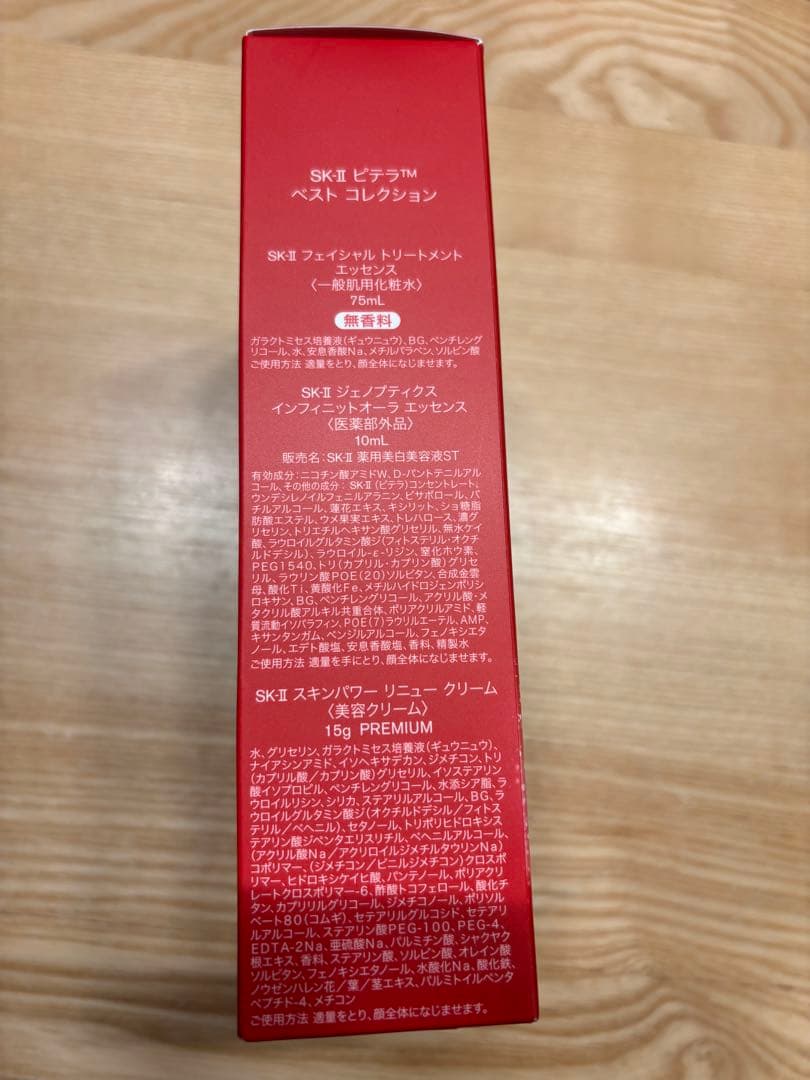 SK-II ピテラ™
ベスト コレクション
SK-II フェイシャル トリートメント
エッセンス
〈一般肌用化粧水〉
75mL
無香料
ガラクトミセス培養液(ギュウニュウ)、BG、ペンチレング
リコール、水、安息香酸Na、メチルパラベン、ソルビン酸
ご使用方法 適量をとり、顔全体になじませます。
SK-II ジェノプティクス
インフィニットオーラ エッセンス
〈医薬部外品〉
10mL
販売名:SK-II 薬用美白美容液ST
有効成分:ニコチン酸アミドW、D-パントテニルアル
コール、その他の成分:SK-II (ピテラ)コンセントレート、
ウンデシレノイルフェニルアラニン、ビサボロール、バ
チルアルコール、蓮花エキス、キシリット、ショ糖脂
肪酸エステル、ウメ果実エキス、トレハロース、濃グ
リセリン、トリエチルヘキサン酸グリセリル、無水ケイ
酸、ラウロイルグルタミン酸ジ(フィトステリル・オクチ
ルドデシル)、ラウロイル-ε-リジン、窒化ホウ素、
PEG1540、トリ(カプリル・カプリン酸)グリセ
リル、ラウリン酸POE(20)ソルビタン、合成金雲
母、酸化Ti、黄酸化Fe、メチルハイドロジェンポリシ
ロキサン、BG、ペンチレングリコール、アクリル酸・メ
タクリル酸アルキル共重合体、ポリアクリルアミド、軽
質流動イソパラフィン、POE(7)ラウリルエーテル、AMP、
キサンタンガム、ベンジルアルコール、フェノキシエタ
ノール、エデト酸塩、安息香酸塩、香料、精製水
ご使用方法 適量を手にとり、顔全体になじませます。
SK-II スキンパワー リニュー クリーム
〈美容クリーム〉
15g PREMIUM
水、グリセリン、ガラクトミセス培養液(ギュウニュウ)、
ナイアシンアミド、イソヘキサデカン、ジメチコン、トリ
(カプリル酸/カプリン酸)グリセリル、イソステアリン
酸イソプロピル、ペンチレングリコール、水添シア脂、ラ
ウロイルリシン、シリカ、ステアリルアルコール、BG、ラ
ウロイルグルタミン酸ジ(オクチルドデシル/フィトス
テリル/ベヘニル)、セタノール、トリポリヒドロキシス
テアリン酸ジペンタエリスリチル、ベヘニルアルコール、
(アクリル酸Na/アクリロイルジメチルタウリンNa)
コポリマー、(ジメチコン/ビニルジメチコン)クロスポ
リマー、ヒドロキシケイヒ酸、パンテノール、ポリアクリ
レートクロスポリマー-6、酢酸トコフェロール、酸化チ
タン、カプリリルグリコール、ジメチコノール、ポリソル
ベート80(コムギ)、セテアリルグルコシド、セテアリ
ルアルコール、ステアリン酸PEG-100、PEG-4、
EDTA-2Na、亜硫酸Na、パルミチン酸、シャクヤク
根エキス、香料、ステアリン酸、ソルビン酸、オレイン酸
ソルビタン、フェノキシエタノール、水酸化Na、酸化鉄、
ノウゼンハレン花/葉/茎エキス、パルミトイルペンタ
ペプチド-4、メチコン
ご使用方法 適量をとり、顔全体になじませます。